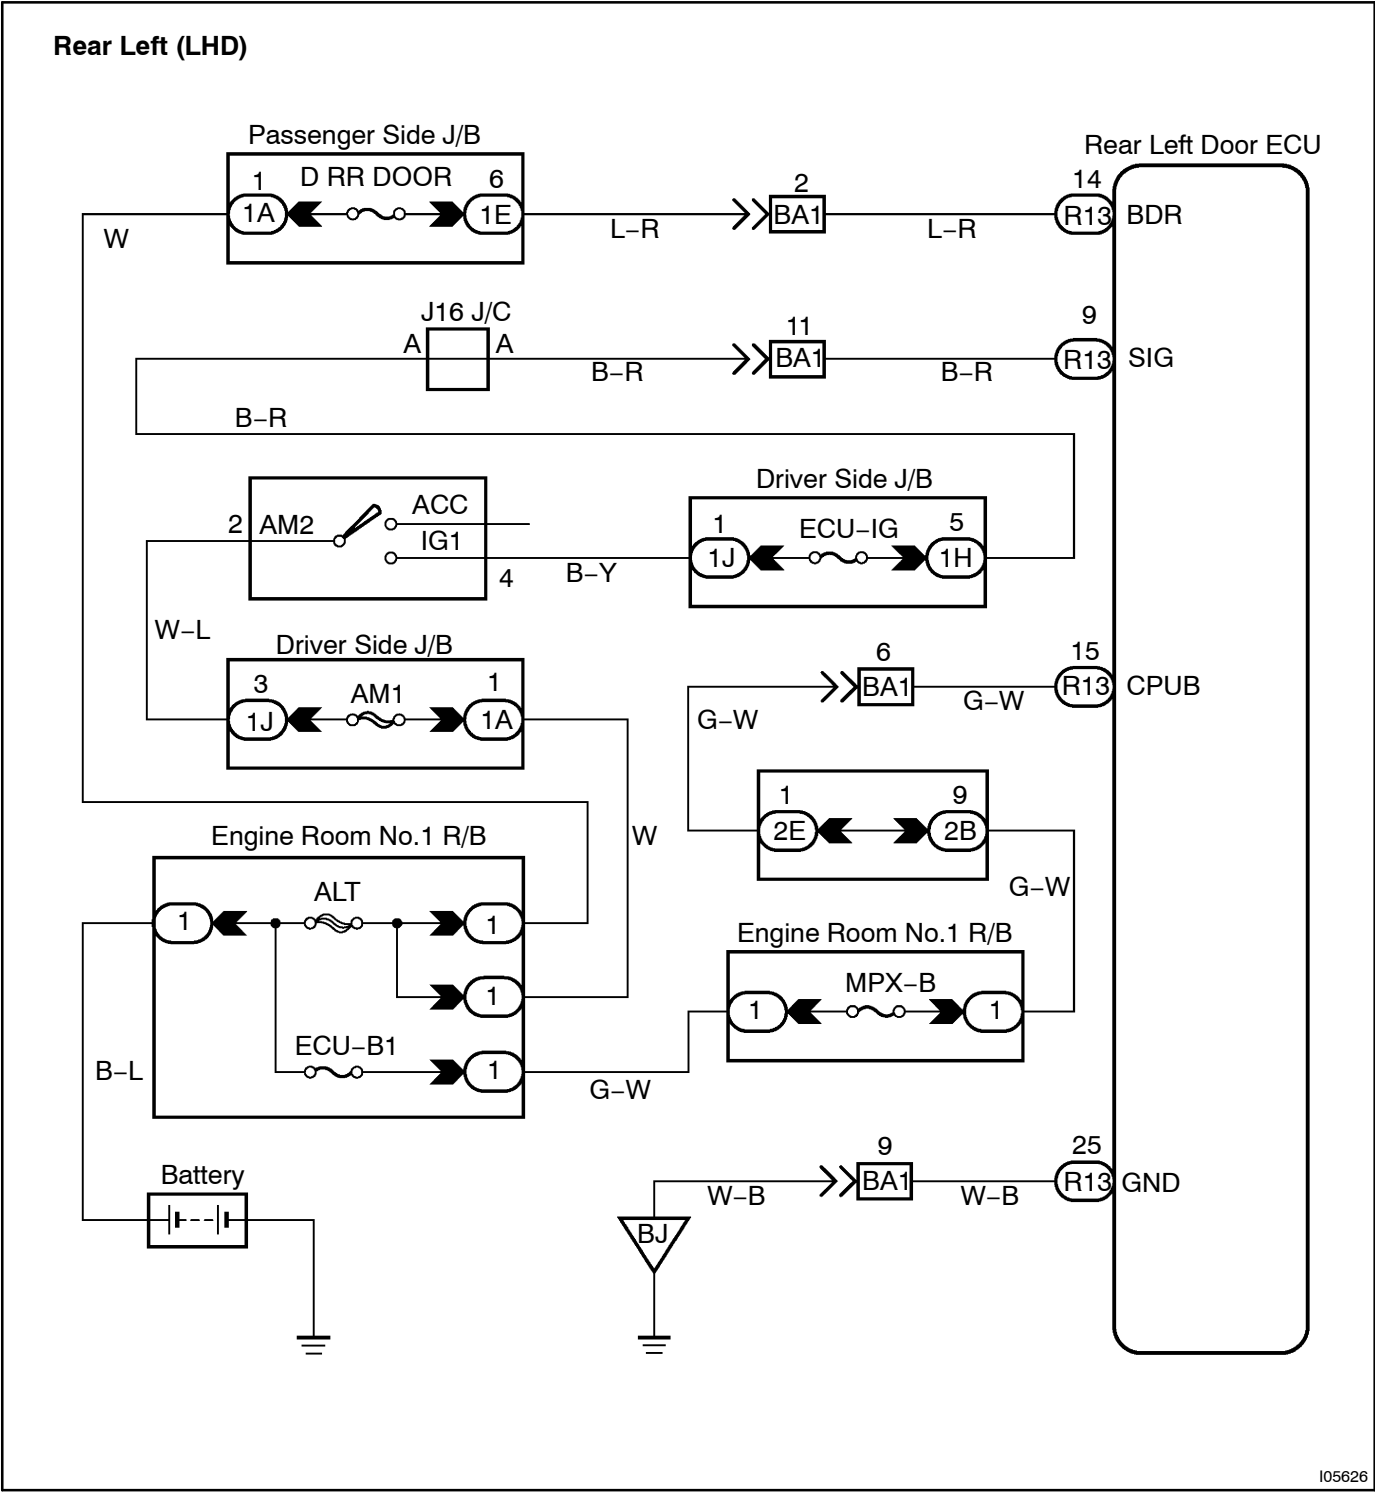 Rear Left (LHD)
Passenger Side J/B
Rear Left Door ECU
1 D RR DOOR 6
1A 1E
2
BA1
14
R13 BDR
W
L–R
L–R
J16 J/C
A A
11
BA1
9
R13 SIG
B–R
B–R
B–R
Driver Side J/B
2 AM2
ACC
IG1
4
B–Y
1 ECU–IG 5
1J 1H
W–L
Driver Side J/B
3 AM1 1
1J 1A
6
BA1
15
R13 CPUB
G–W
G–W
1 9
2E 2B
W
Engine Room No.1 R/B
ALT
1 1
1
ECU–B1
1
G–W
Engine Room No.1 R/B
MPX–B
1 1
B–L
G–W
Battery
9
BA1
25
R13 GND
W–B
W–B
BJ
I05626